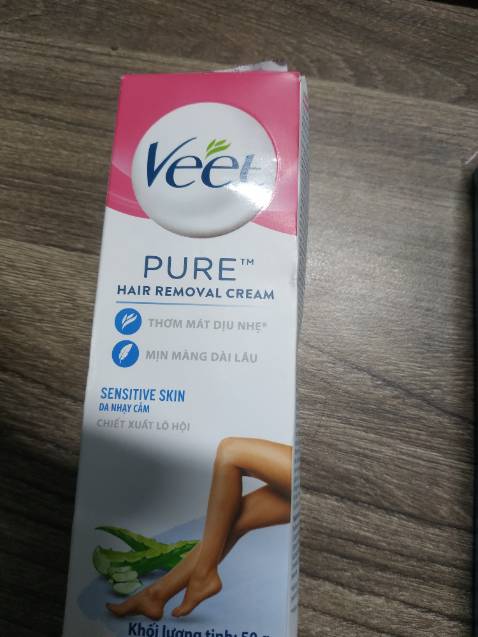 Veet
PURE™
HAIR REMOVAL CREAM
THƠM MÁT DỊU NHẸ*
MỊN MÀNG DÀI LÂU
SENSITIVE SKIN
DA NHẠY CẢM
CHIẾT XUẤT LÔ HỘI
Khối lượng tịnh: 50 g